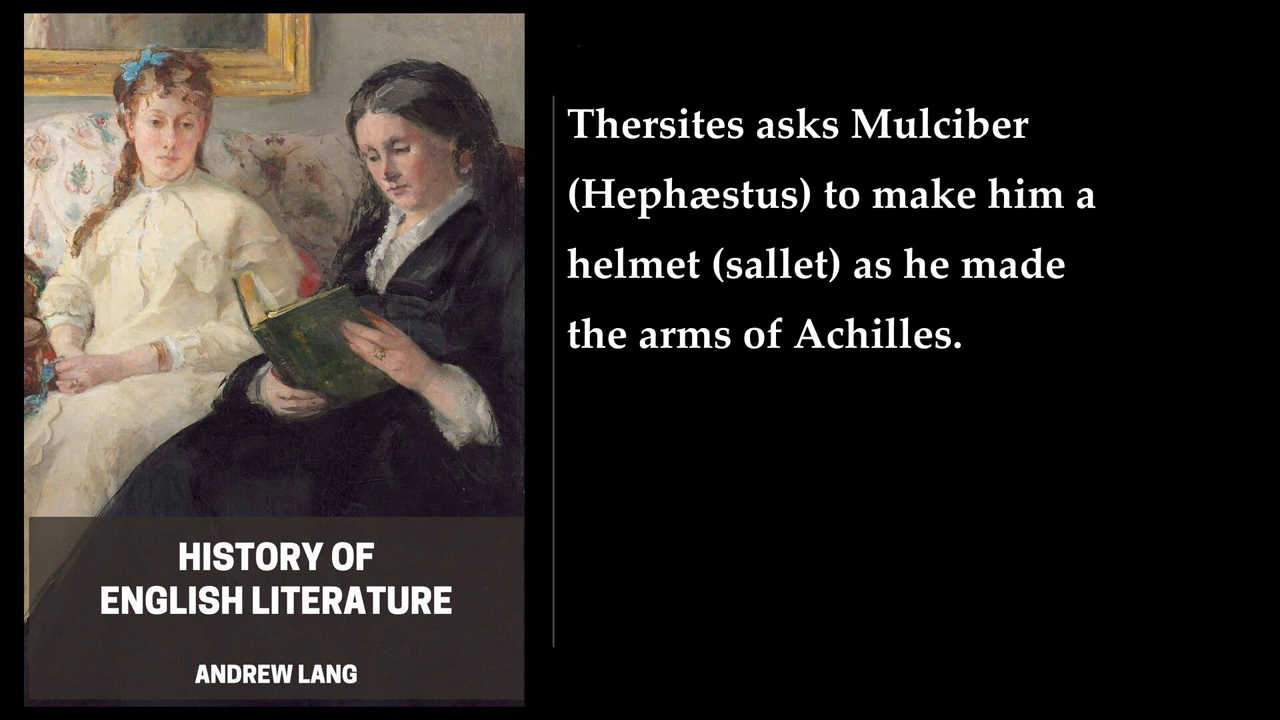 Thersites asks Mulciber
(Hephæstus) to make him a
helmet (sallet) as he made
the arms of Achilles.
HISTORY OF
ENGLISH LITERATURE
ANDREW LANG